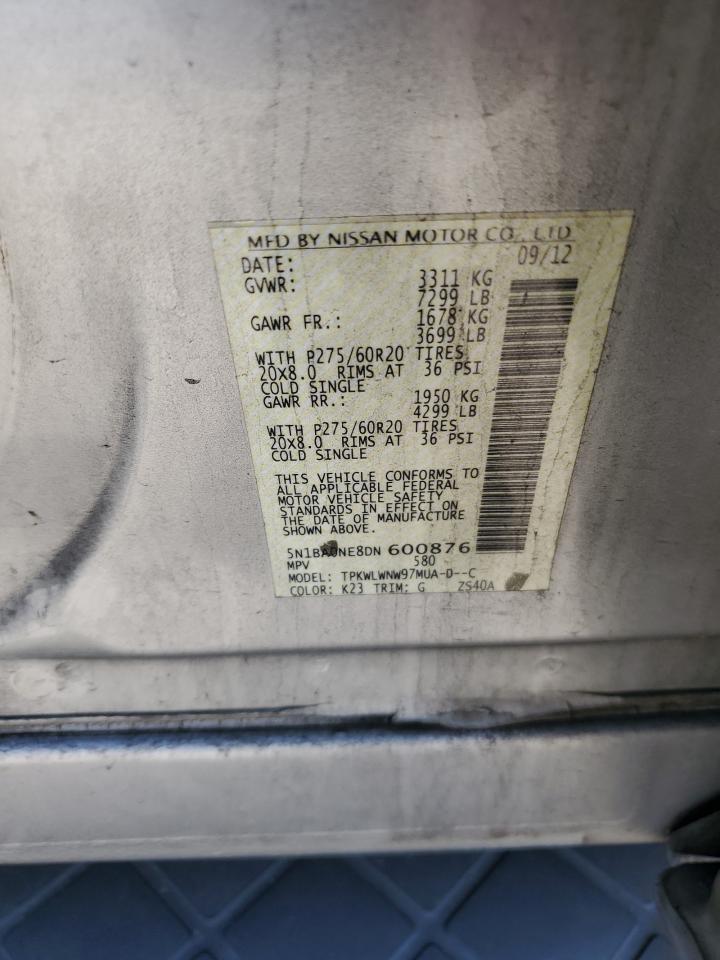 MFD BY NISSAN MOTOR CO., LTD
DATE: 09/12
GVWR: 3311 KG
7299 LB
GAWR FR.: 1678 KG
3699 LB
WITH P275/60R20 TIRES
20X8.0 RIMS AT 36 PSI
COLD SINGLE
GAWR RR.: 1950 KG
4299 LB
WITH P275/60R20 TIRES
20X8.0 RIMS AT 36 PSI
COLD SINGLE
THIS VEHICLE CONFORMS TO
ALL APPLICABLE FEDERAL
MOTOR VEHICLE SAFETY
STANDARDS IN EFFECT ON
THE DATE OF MANUFACTURE
SHOWN ABOVE.
5N1BA0NE8DN 600876
MPV 580
MODEL: TPKWLWNW97MUA-D--C
COLOR: K23 TRIM: G ZS40A